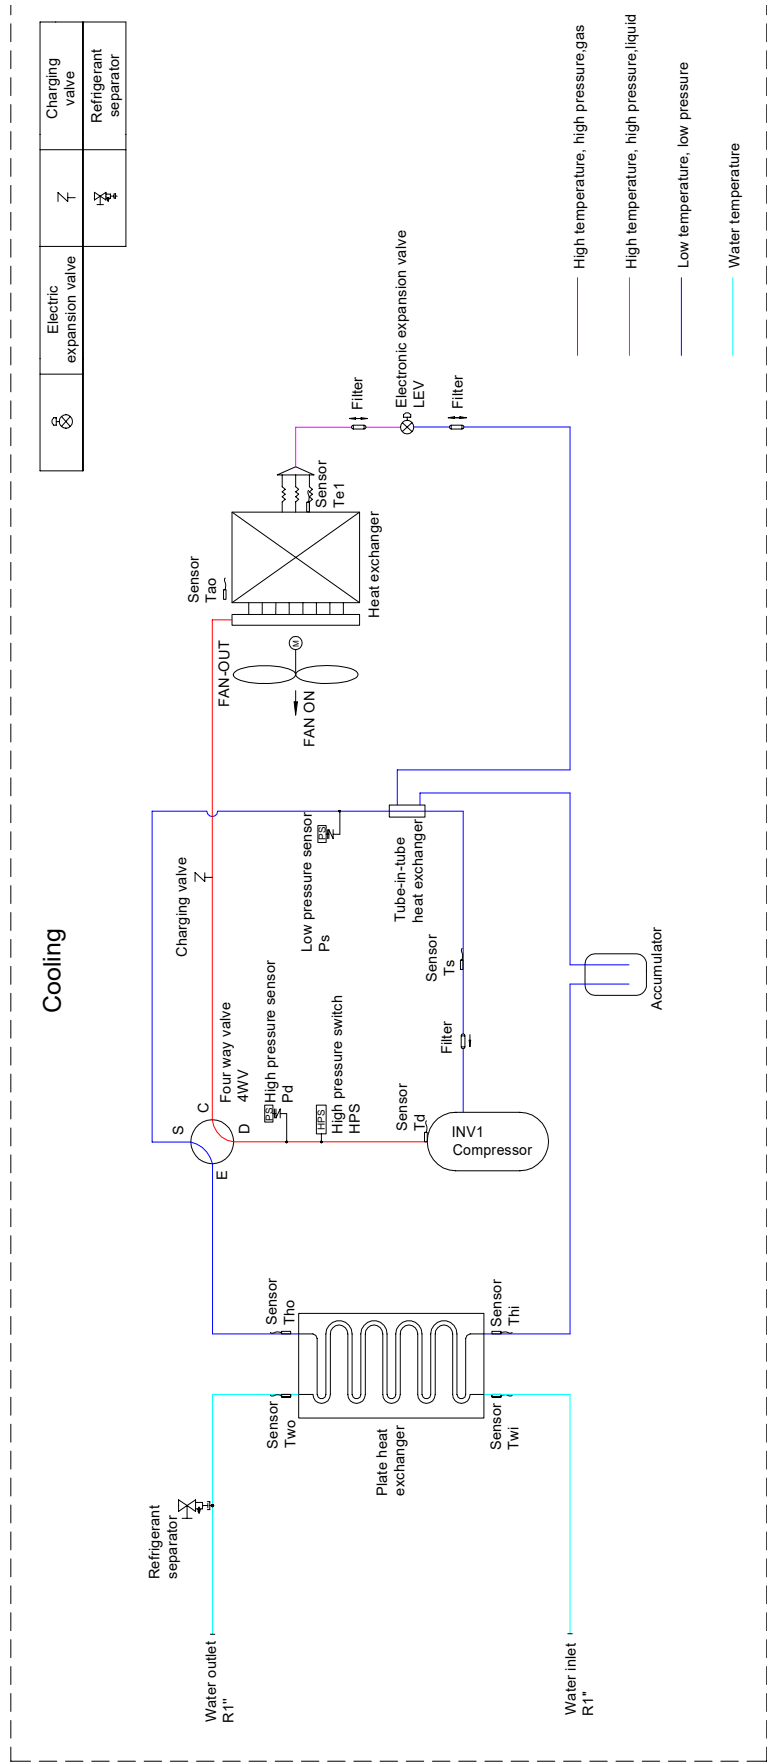 Cooling
Electric
expansion valve
Charging
valve
Refrigerant
separator
Refrigerant
separator
Water outlet
R1"
Water inlet
R1"
Sensor
Two
Sensor
Tho
Plate heat
exchanger
Sensor
Twi
Sensor
Thi
S
C
E
D
Four way valve
4WV
PS
High pressure sensor
Pd
HPS
High pressure switch
HPS
Sensor
Td
INV1
Compressor
Filter
Sensor
Ts
Accumulator
Charging valve
Low pressure sensor
Ps
PS
Tube-in-tube
heat exchanger
FAN-OUT
M
FAN ON
Sensor
Tao
Heat exchanger
Sensor
Te1
Filter
Electronic expansion valve
LEV
Filter
High temperature, high pressure,gas
High temperature, high pressure,liquid
Low temperature, low pressure
Water temperature